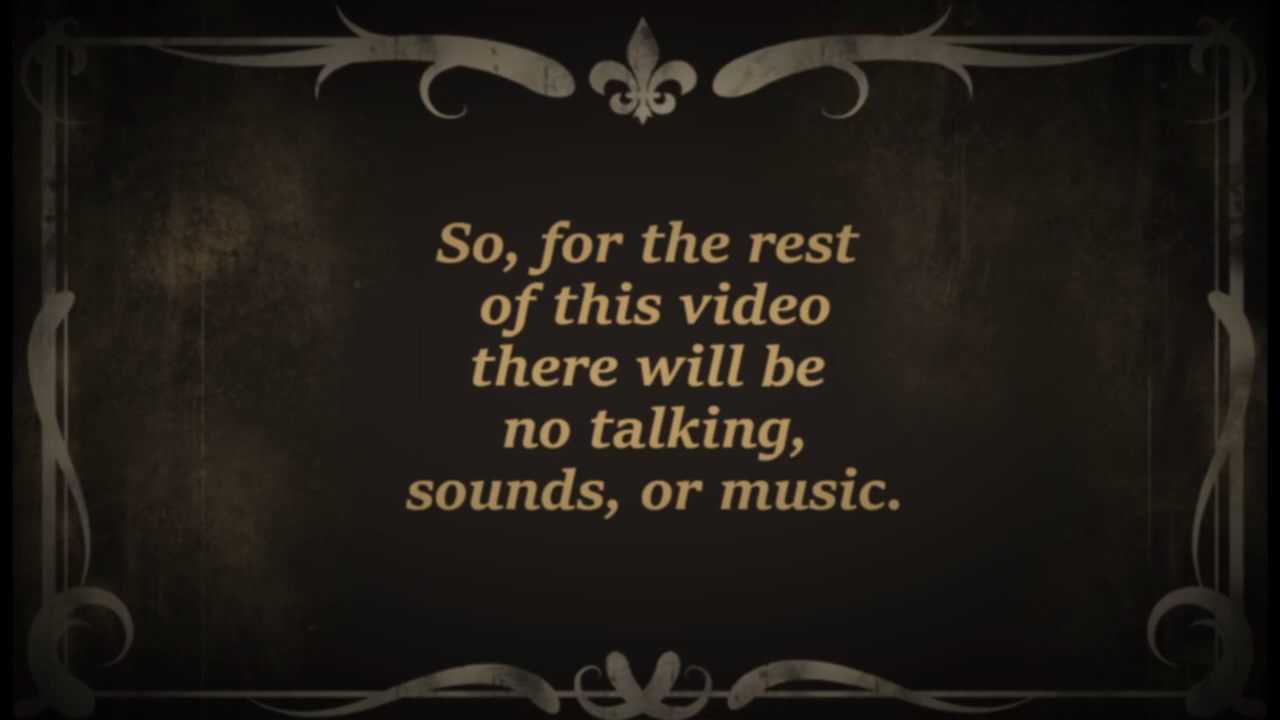 So, for the rest
of this video
there will be
no talking,
sounds, or music.